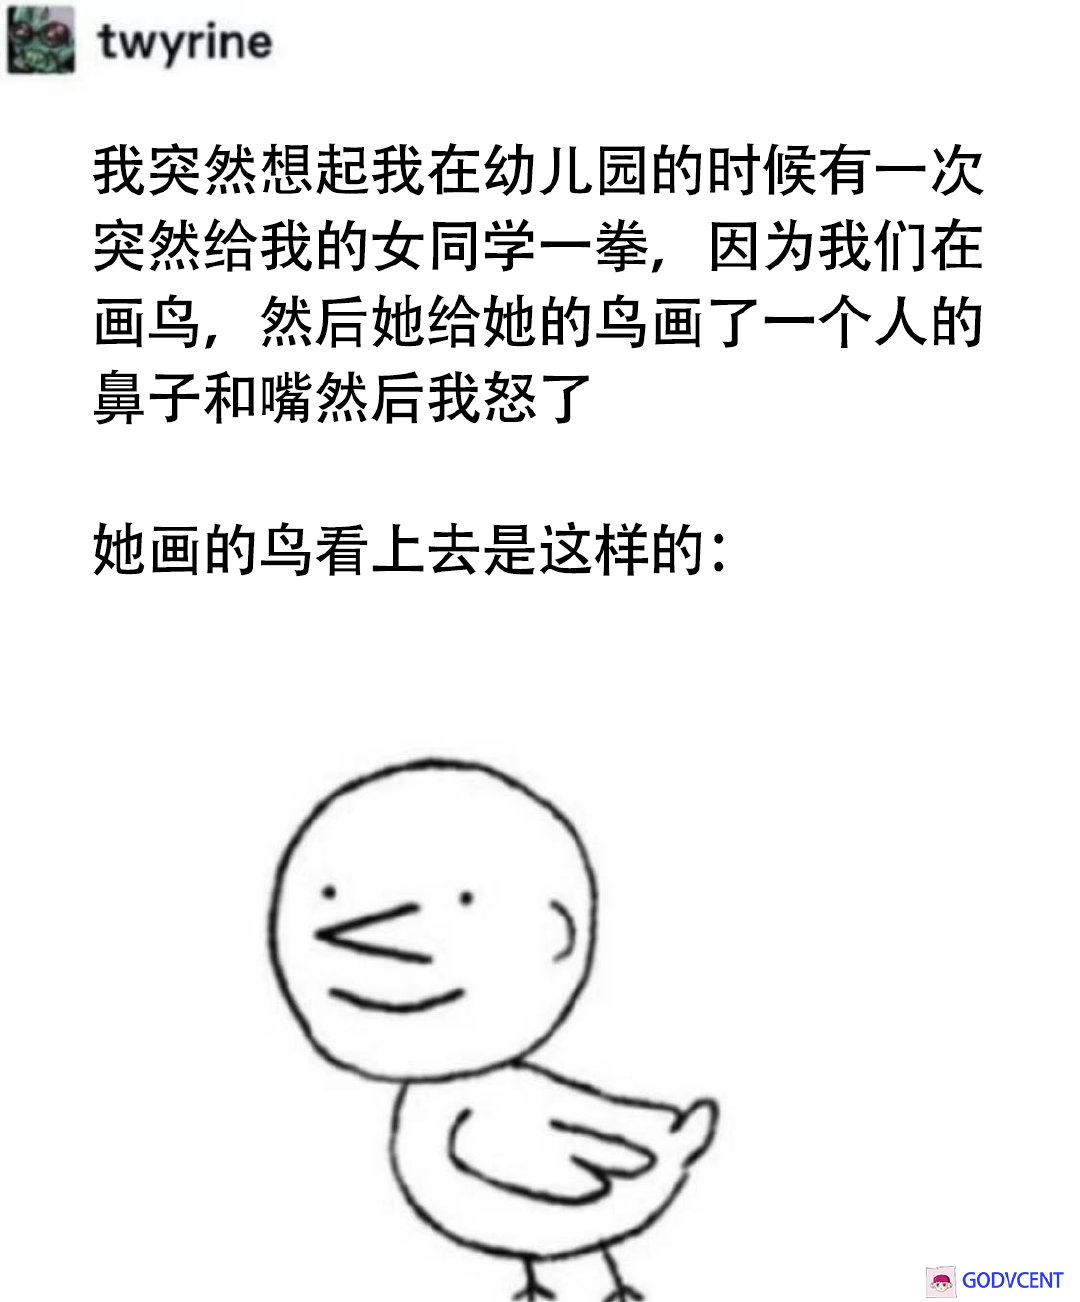 twyrine
我突然想起我在幼儿园的时候有一次
突然给我的女同学一拳，因为我们在
画鸟，然后她给她的鸟画了一个人的
鼻子和嘴然后我怒了
她画的鸟看上去是这样的：
GODVCENT